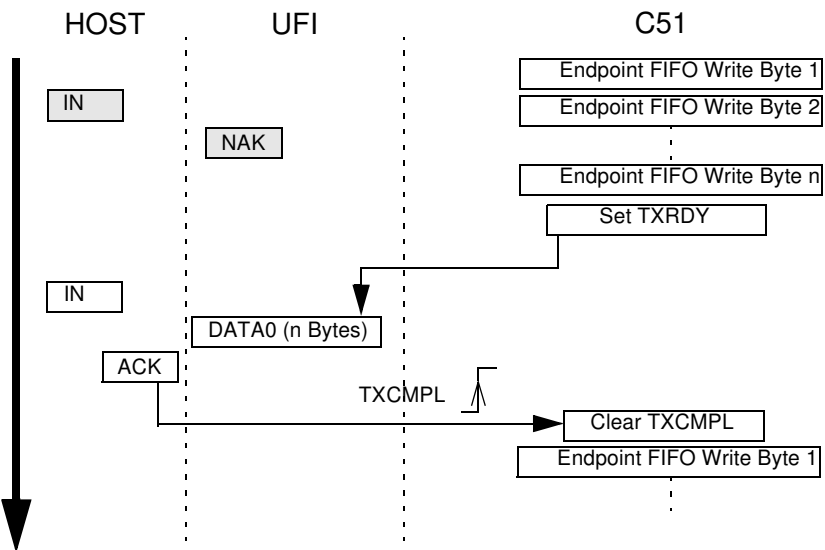 HOST UFI C51
Endpoint FIFO Write Byte 1
IN
Endpoint FIFO Write Byte 2
NAK
Endpoint FIFO Write Byte n
Set TXRDY
IN
DATA0 (n Bytes)
ACK
TXCMPL
Clear TXCMPL
Endpoint FIFO Write Byte 1